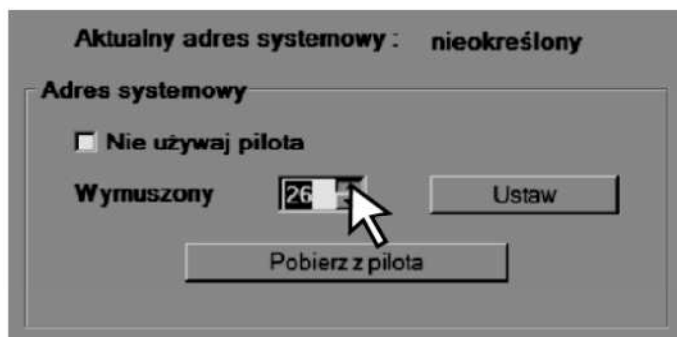 Aktualny adres systemowy : nieokreślony
Adres systemowy
Nie używaj pilota
Wymuszony 26 Ustaw
Pobierz z pilota